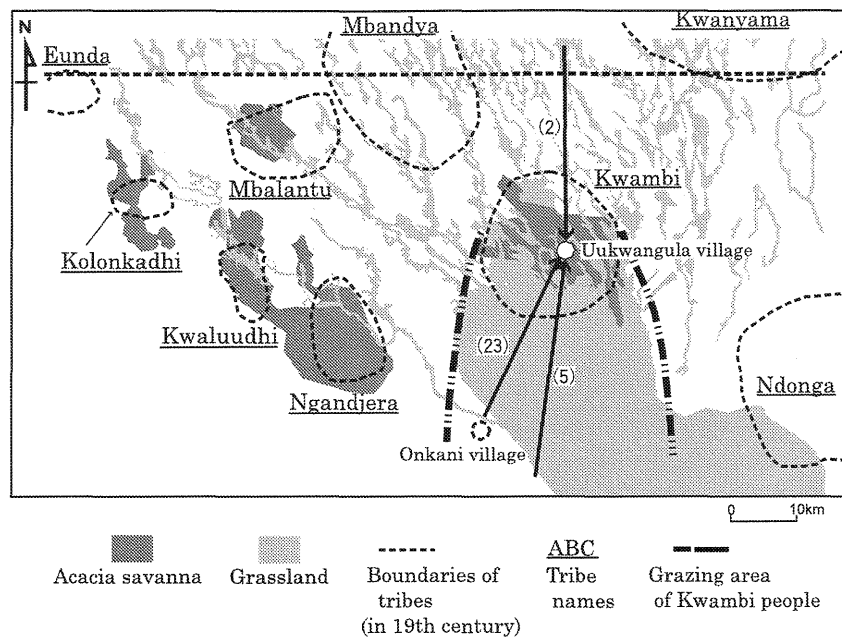 N
Mbandya
Kwanyama
Eunda
(2)
Mbalantu
Kwambi
Kolonkadhi
Uukwangula village
Kwaluudhi
(23)
(5)
Ngandjera
Ndonga
Onkani village
0 10km
Acacia savanna
Grassland
Boundaries of
tribes
(in 19th century)
ABC
Tribe
names
Grazing area
of Kwambi people